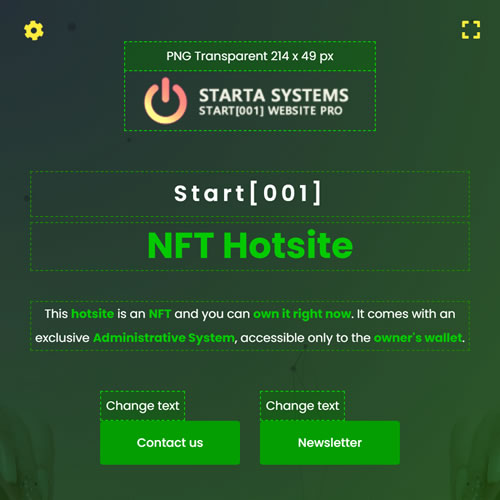 PNG Transparent 214 x 49 px
STARTA SYSTEMS
START[001] WEBSITE PRO
Start[001]
NFT Hotsite
This hotsite is an NFT and you can own it right now. It comes with an
exclusive Administrative System, accessible only to the owner's wallet.
Change text Change text
Contact us Newsletter